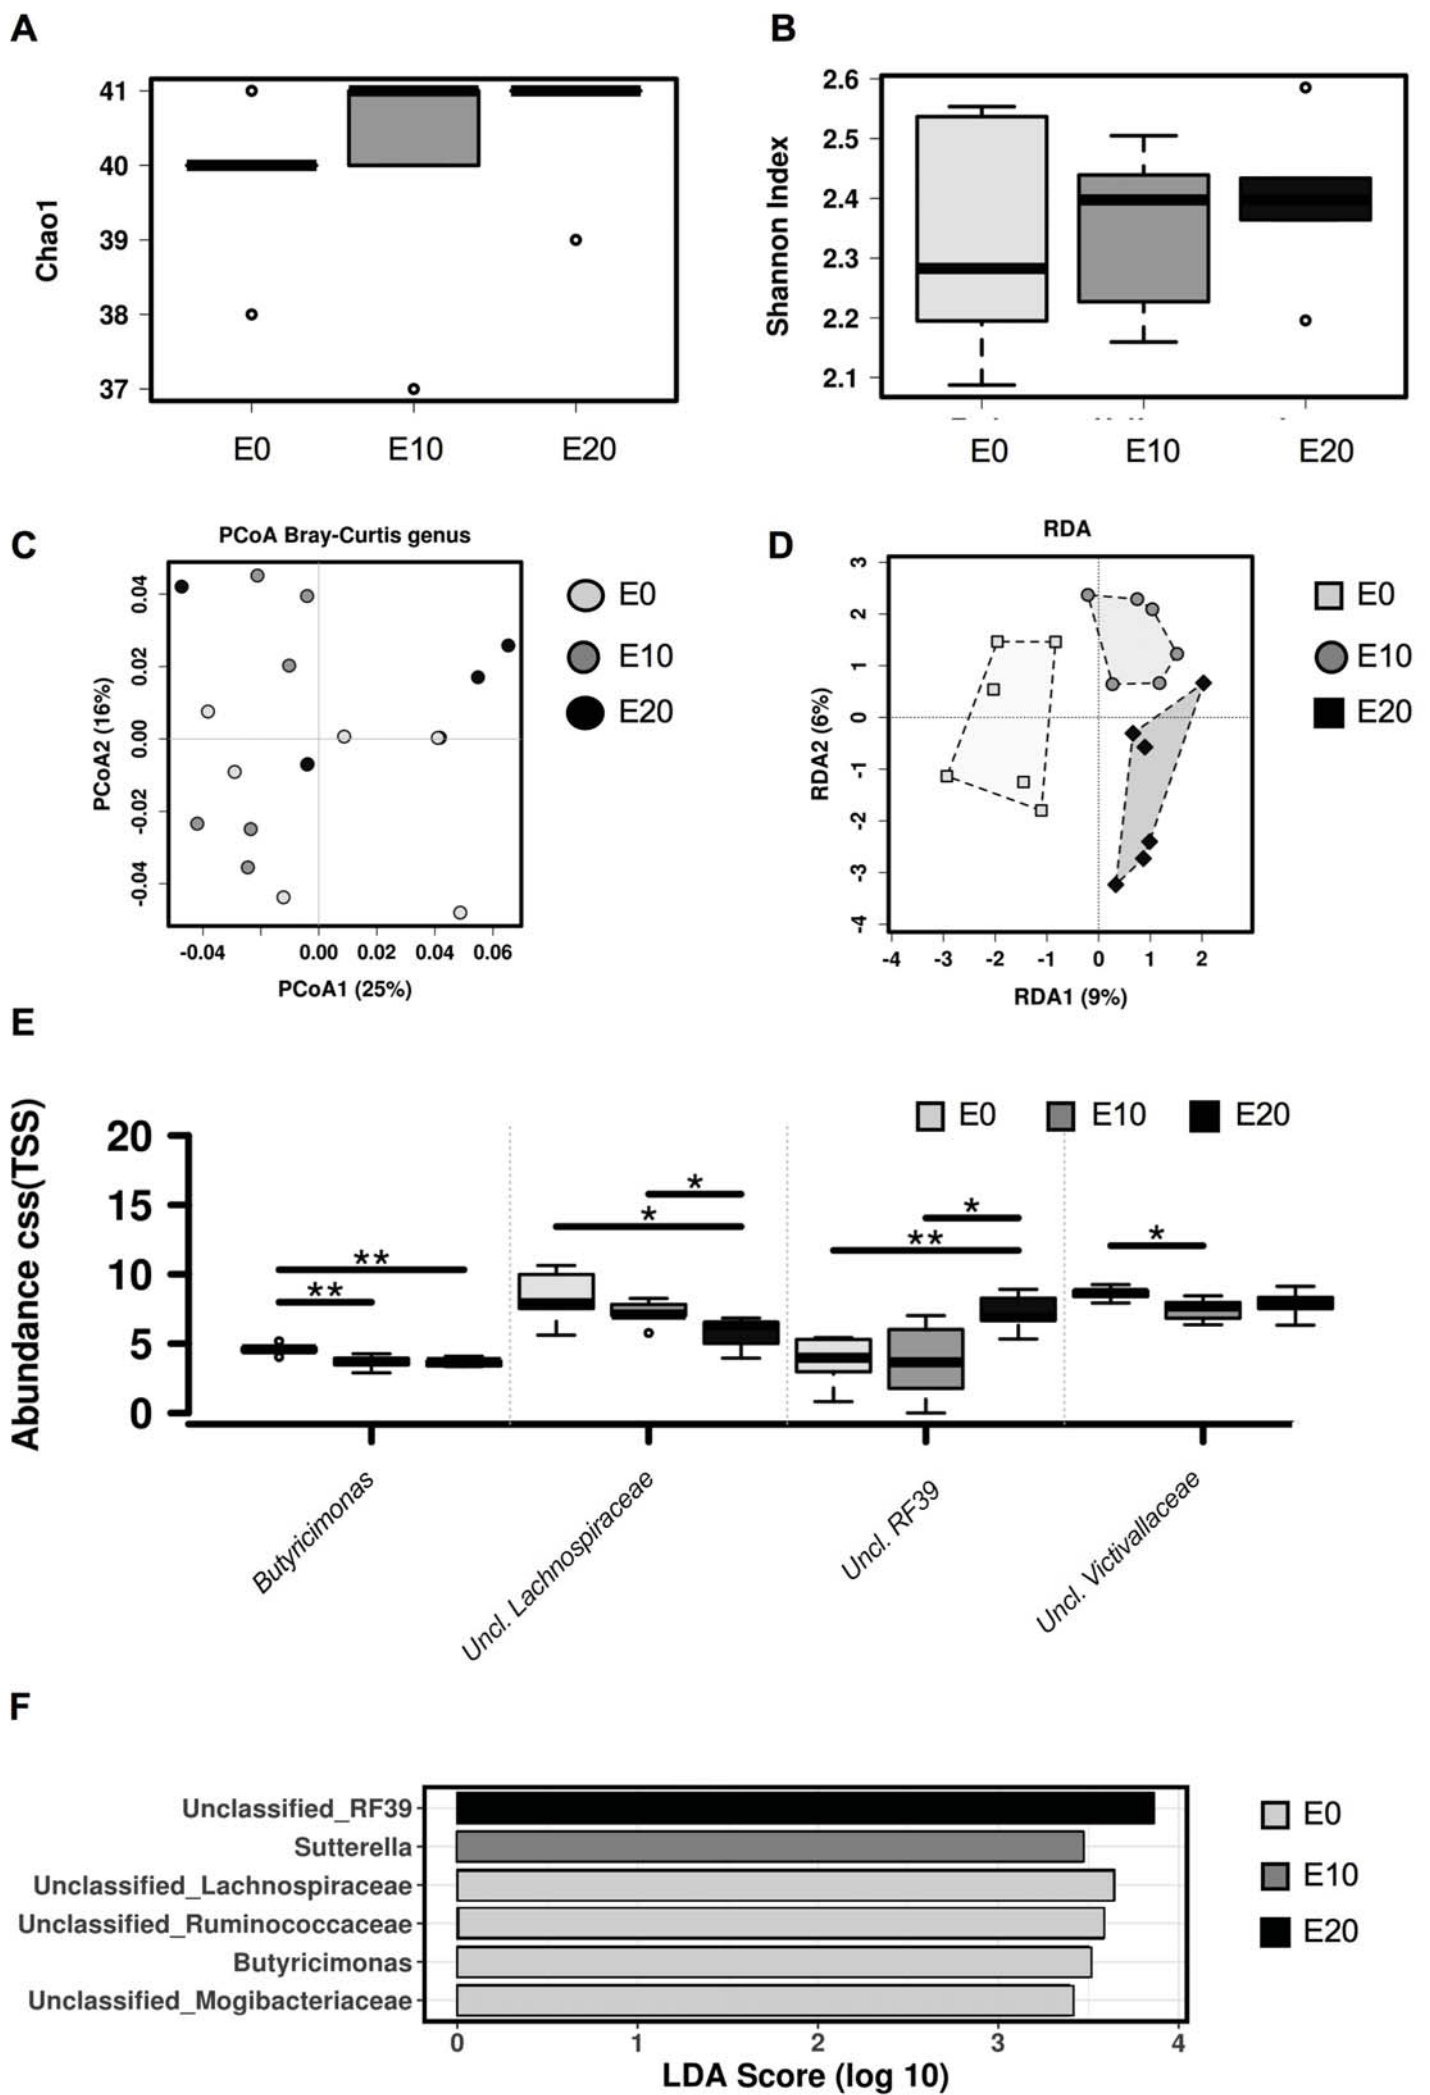 A
41
40
39
38
37
Chao1
E0
E10
E20
B
2.6
2.5
2.4
2.3
2.2
2.1
Shannon Index
E0
E10
E20
C
PCoA Bray-Curtis genus
0.04
0.02
0.00
-0.02
-0.04
PCoA2 (16%)
-0.04
0.00
0.02
0.04
0.06
PCoA1 (25%)
E0
E10
E20
D
RDA
3
2
1
0
-1
-2
-3
-4
RDA2 (6%)
-4
-3
-2
-1
0
1
2
RDA1 (9%)
E0
E10
E20
E
E0
E10
E20
Abundance css(TSS)
20
15
10
5
0
**
**
*
*
*
**
*
Butyricimonas
Uncl. Lachnospiraceae
Uncl. RF39
Uncl. Victivallaceae
F
Unclassified_RF39
Sutterella
Unclassified_Lachnospiraceae
Unclassified_Ruminococcaceae
Butyricimonas
Unclassified_Mogibacteriaceae
0
1
2
3
4
LDA Score (log 10)
E0
E10
E20